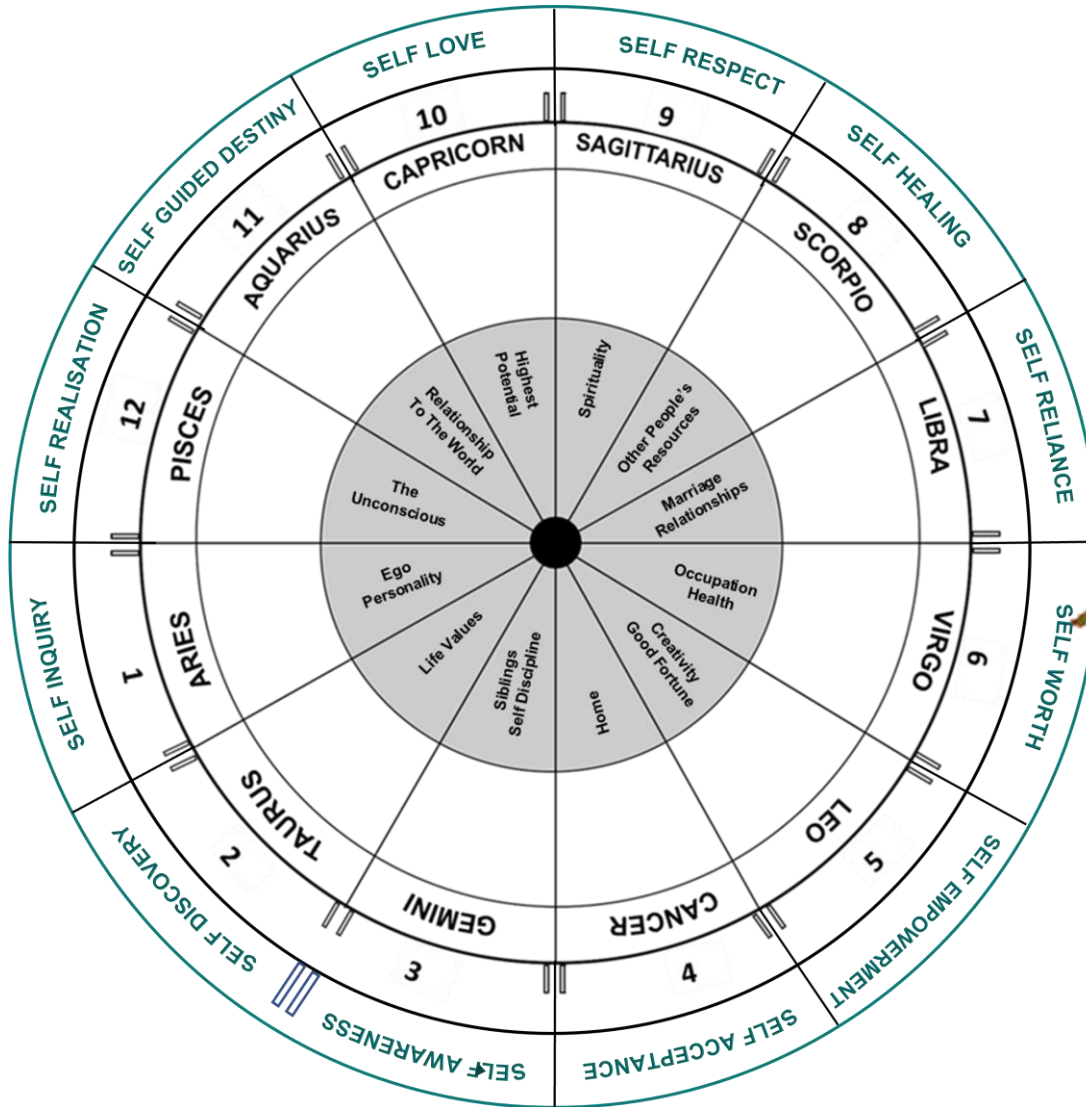 SELF LOVE
SELF RESPECT
SELF HEALING
SELF RELIANCE
SELF WORTH
SELF EMPOWERMENT
SELF ACCEPTANCE
SELF AWARENESS
SELF DISCOVERY
SELF INQUIRY
SELF REALISATION
SELF GUIDED DESTINY
10
9
8
7
6
5
4
3
2
1
12
11
CAPRICORN
SAGITTARIUS
SCORPIO
LIBRA
VIRGO
LEO
CANCER
GEMINI
TAURUS
ARIES
PISCES
AQUARIUS
Highest
Potential
Spirituality
Other People's
Resources
Marriage
Relationships
Occupation
Health
Creativity
Good Fortune
Home
Siblings
Self Discipline
Life Values
Ego
Personality
The
Unconscious
Relationship
To The World